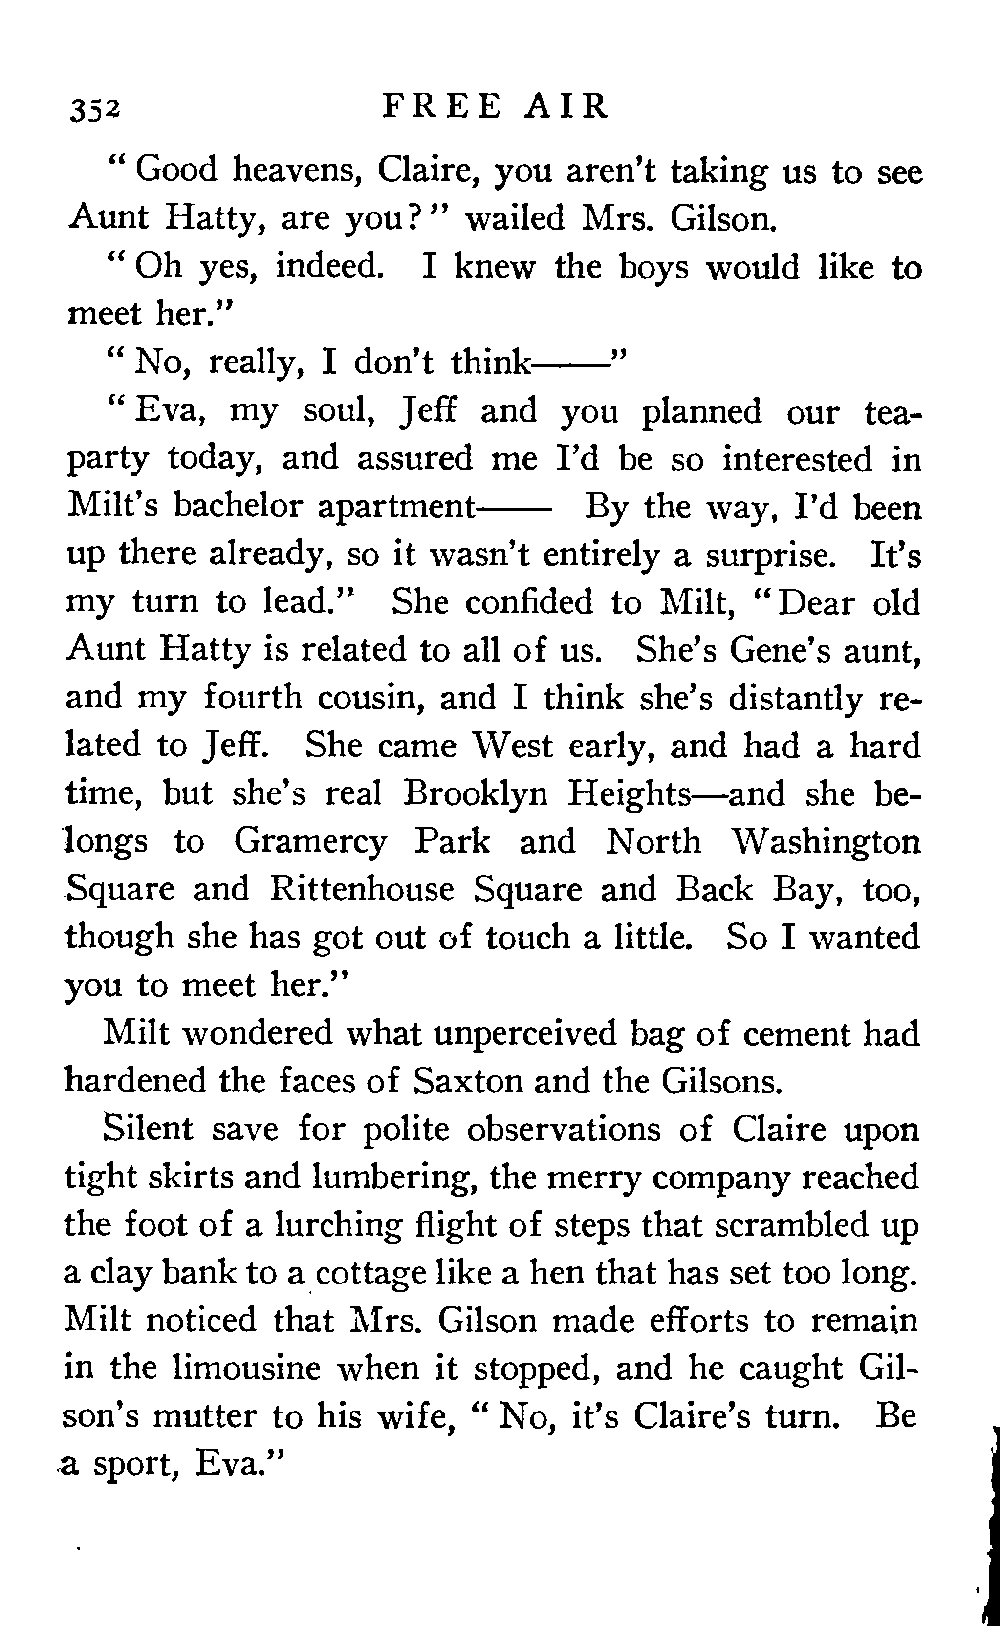 352 FREE AIR
“ Good heavens, Claire, you aren’t taking us to see
Aunt Hatty, are you? ” wailed Mrs. Gilson.
“ Oh yes, indeed. I knew the boys would like to
meet her.”
“ No, really, I don’t think——”
“ Eva, my soul, Jeff and you planned our tea-
party today, and assured me I’d be so interested in
Milt’s bachelor apartment—— By the way, I’d been
up there already, so it wasn’t entirely a surprise. It’s
my turn to lead.” She confided to Milt, “ Dear old
Aunt Hatty is related to all of us. She’s Gene’s aunt,
and my fourth cousin, and I think she’s distantly re-
lated to Jeff. She came West early, and had a hard
time, but she’s real Brooklyn Heights—and she be-
longs to Gramercy Park and North Washington
Square and Rittenhouse Square and Back Bay, too,
though she has got out of touch a little. So I wanted
you to meet her.”
Milt wondered what unperceived bag of cement had
hardened the faces of Saxton and the Gilsons.
Silent save for polite observations of Claire upon
tight skirts and lumbering, the merry company reached
the foot of a lurching flight of steps that scrambled up
a clay bank to a cottage like a hen that has set too long.
Milt noticed that Mrs. Gilson made efforts to remain
in the limousine when it stopped, and he caught Gil-
son’s mutter to his wife, “ No, it’s Claire’s turn. Be
a sport, Eva.”